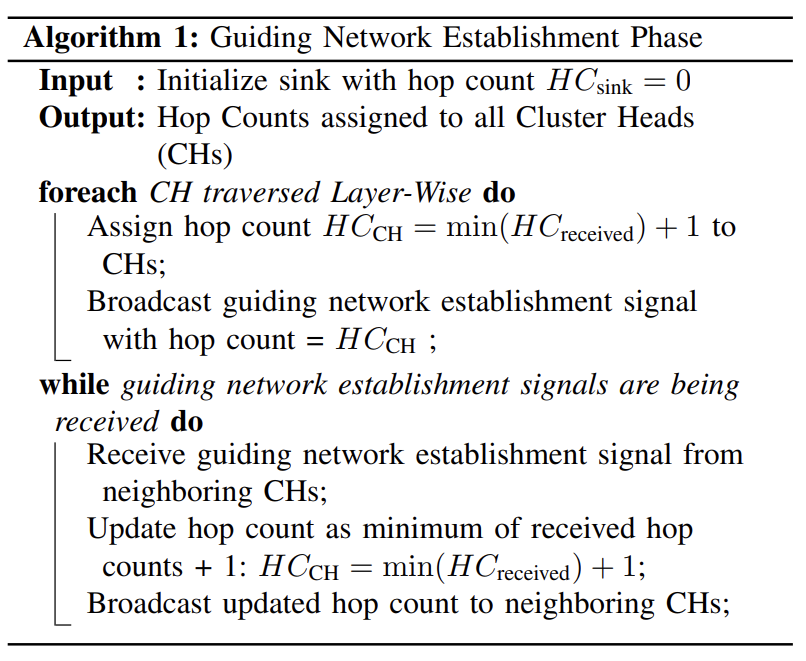 Algorithm 1: Guiding Network Establishment Phase
Input : Initialize sink with hop count HC_sink = 0
Output: Hop Counts assigned to all Cluster Heads
(CHs)
foreach CH traversed Layer-Wise do
Assign hop count HC_CH = min(HC_received) + 1 to
CHs;
Broadcast guiding network establishment signal
with hop count = HC_CH ;
while guiding network establishment signals are being
received do
Receive guiding network establishment signal from
neighboring CHs;
Update hop count as minimum of received hop
counts + 1: HC_CH = min(HC_received) + 1;
Broadcast updated hop count to neighboring CHs;